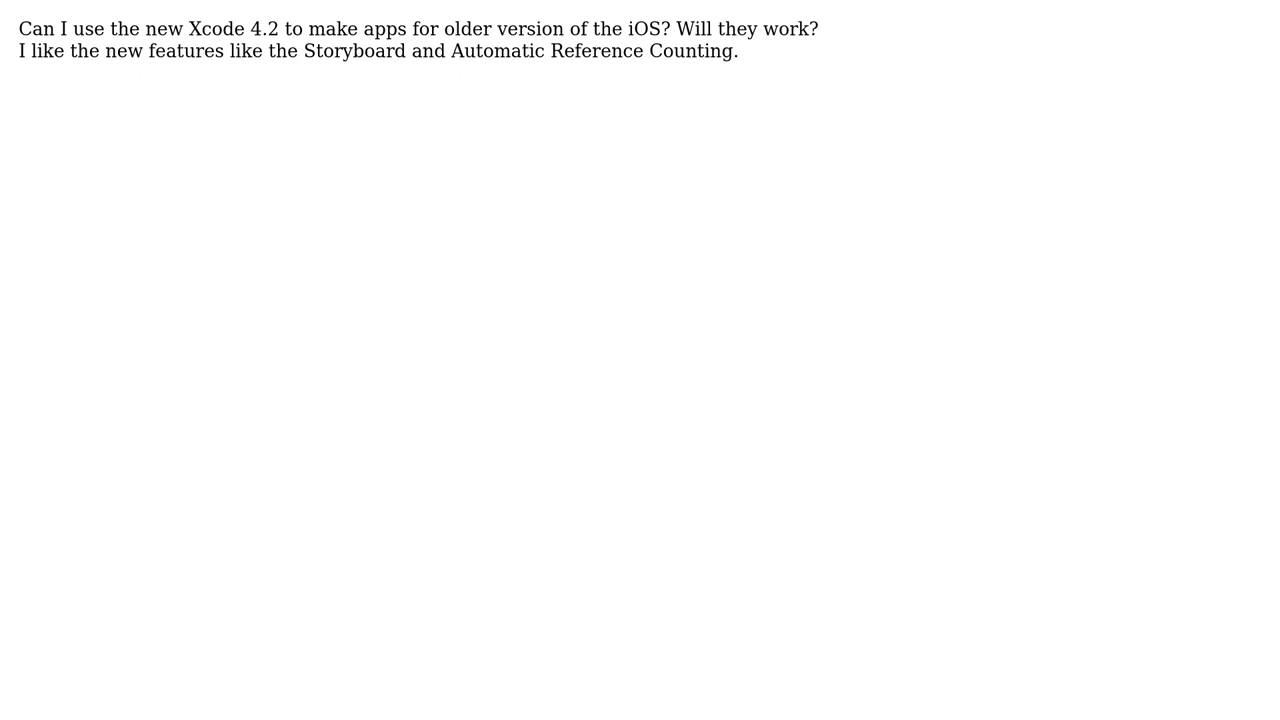 Can I use the new Xcode 4.2 to make apps for older version of the iOS? Will they work?
I like the new features like the Storyboard and Automatic Reference Counting.